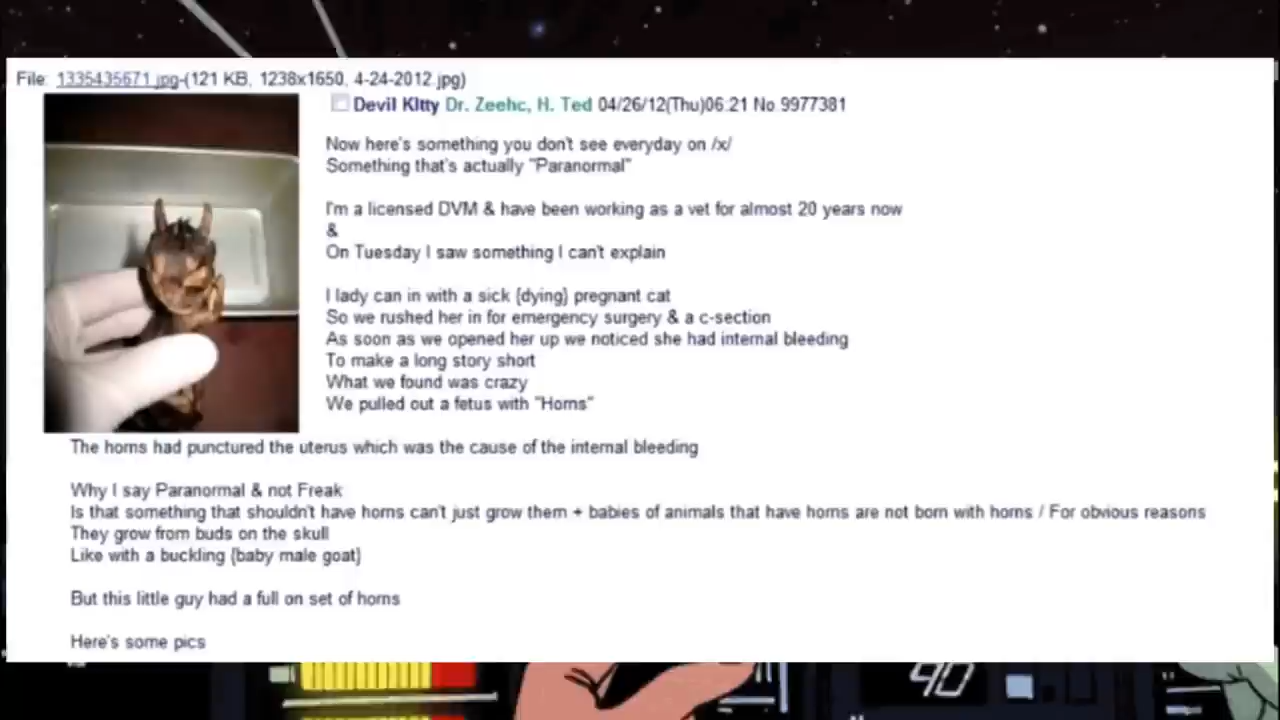 File: 1335435671.jpg-(121 KB, 1238x1650, 4-24-2012.jpg)
Devil KItty Dr. Zeehc, H. Ted 04/26/12(Thu)06:21 No 9977381
Now here's something you don't see everyday on /x/
Something that's actually "Paranormal"
I'm a licensed DVM & have been working as a vet for almost 20 years now
&
On Tuesday I saw something I can't explain
I lady can in with a sick {dying} pregnant cat
So we rushed her in for emergency surgery & a c-section
As soon as we opened her up we noticed she had internal bleeding
To make a long story short
What we found was crazy
We pulled out a fetus with "Horns"
The horns had punctured the uterus which was the cause of the internal bleeding
Why I say Paranormal & not Freak
Is that something that shouldn't have horns can't just grow them + babies of animals that have horns are not born with horns / For obvious reasons
They grow from buds on the skull
Like with a buckling {baby male goat}
But this little guy had a full on set of horns
Here's some pics
90